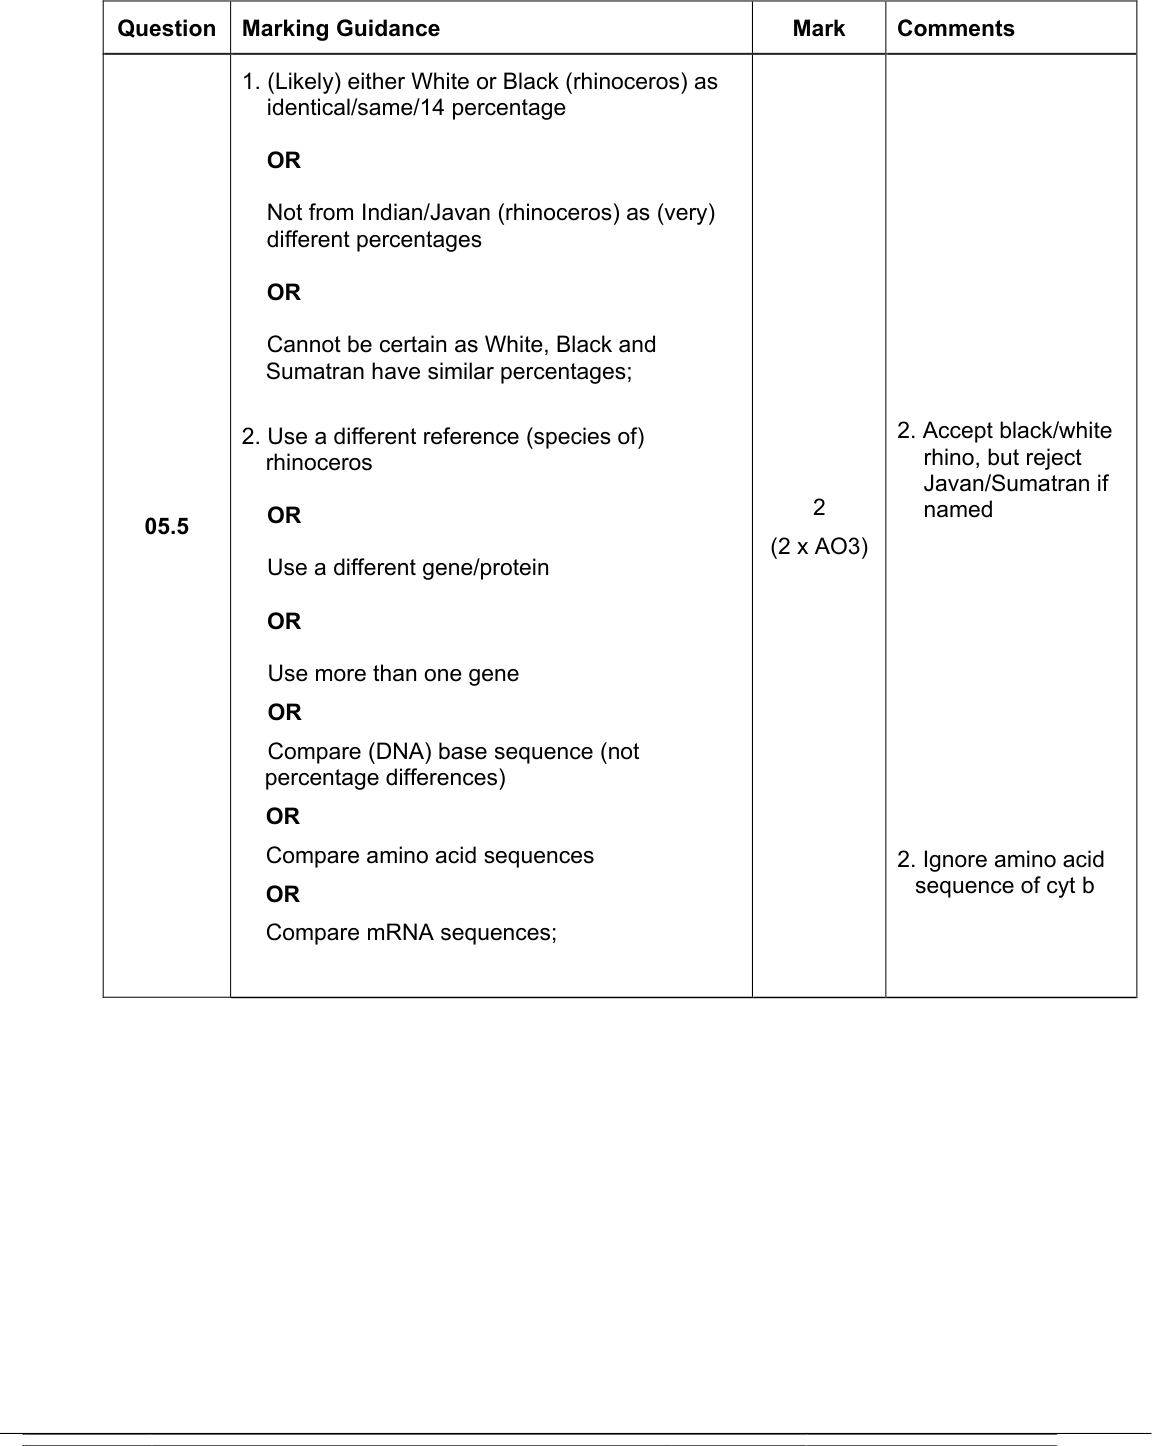 Question Marking Guidance Mark Comments
1. (Likely) either White or Black (rhinoceros) as
identical/same/14 percentage
OR
Not from Indian/Javan (rhinoceros) as (very)
different percentages
OR
Cannot be certain as White, Black and
Sumatran have similar percentages;
2. Use a different reference (species of)
rhinoceros
OR
Use a different gene/protein
OR
Use more than one gene
OR
Compare (DNA) base sequence (not
percentage differences)
OR
Compare amino acid sequences
OR
Compare mRNA sequences;
05.5
2
(2 x AO3)
2. Accept black/white
rhino, but reject
Javan/Sumatran if
named
2. Ignore amino acid
sequence of cyt b